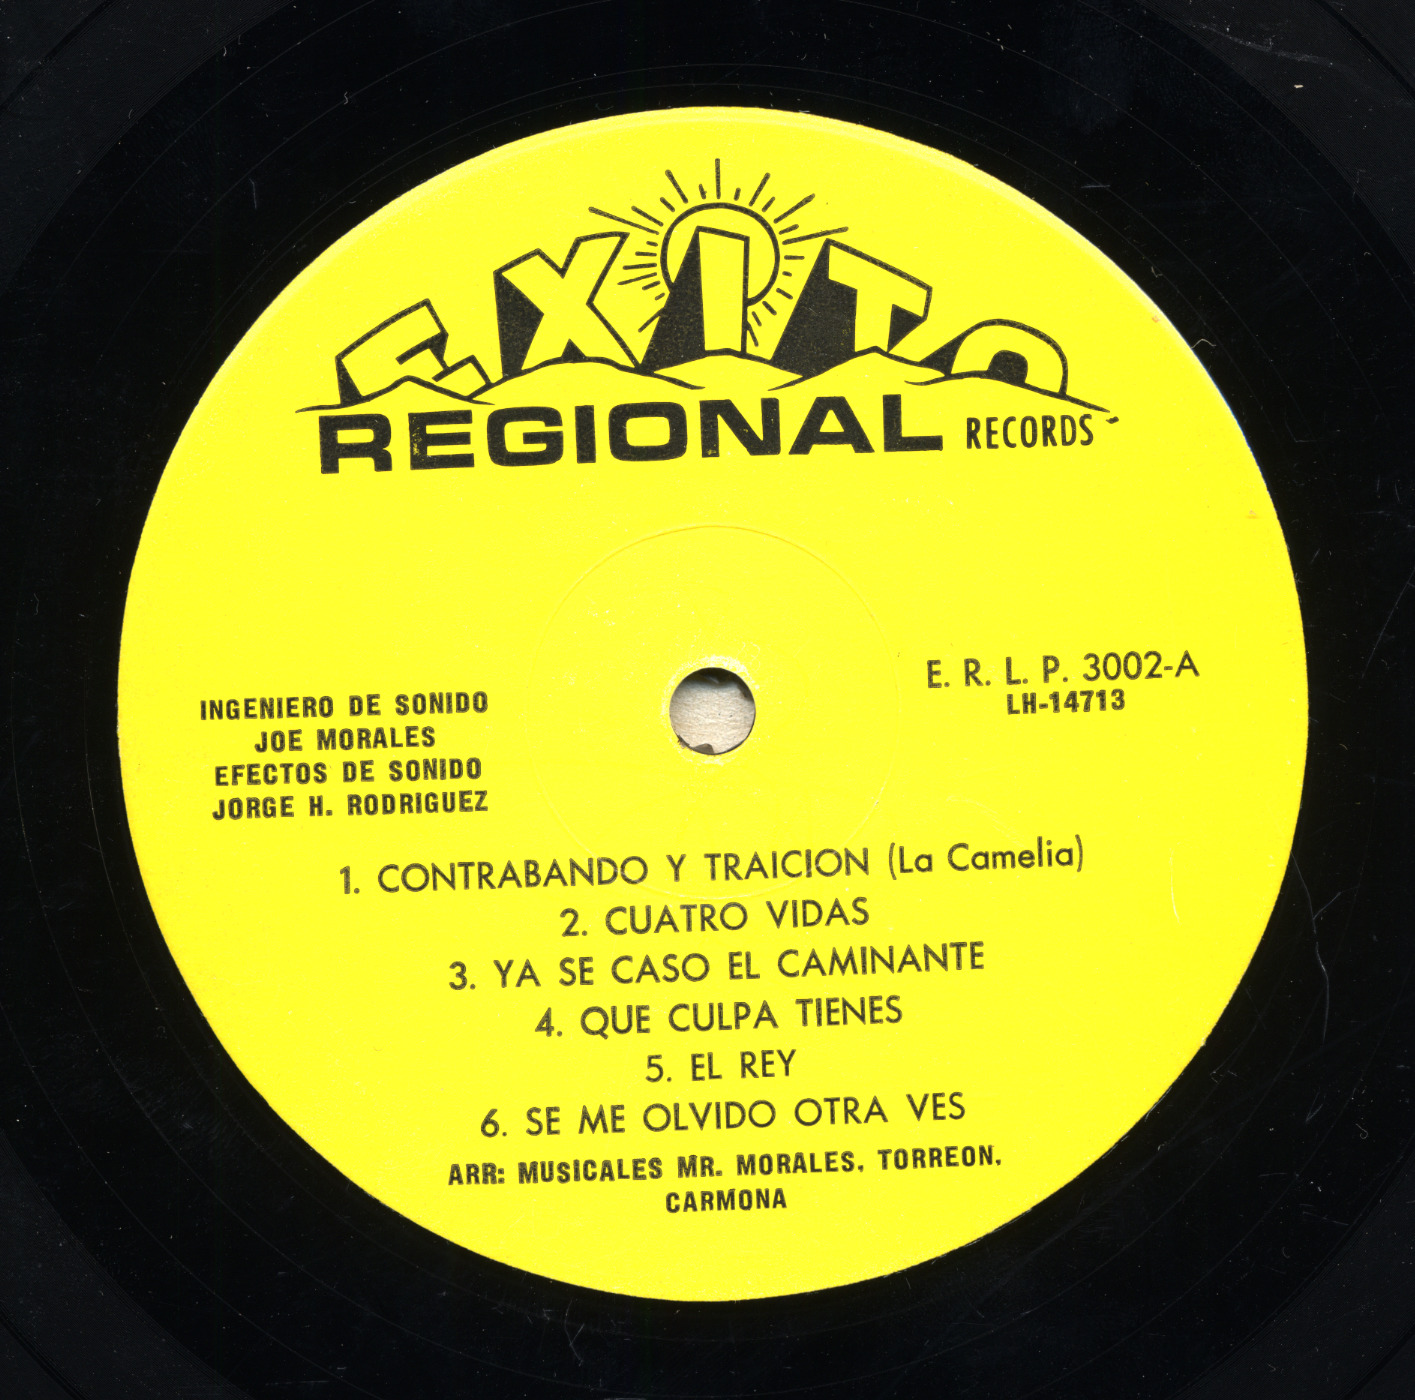 EXITO
REGIONAL RECORDS
E. R. L. P. 3002-A
LH-14713
INGENIERO DE SONIDO
JOE MORALES
EFECTOS DE SONIDO
JORGE H. RODRIGUEZ
1. CONTRABANDO Y TRAICION (La Camelia)
2. CUATRO VIDAS
3. YA SE CASO EL CAMINANTE
4. QUE CULPA TIENES
5. EL REY
6. SE ME OLVIDO OTRA VES
ARR: MUSICALES MR. MORALES, TORREON,
CARMONA